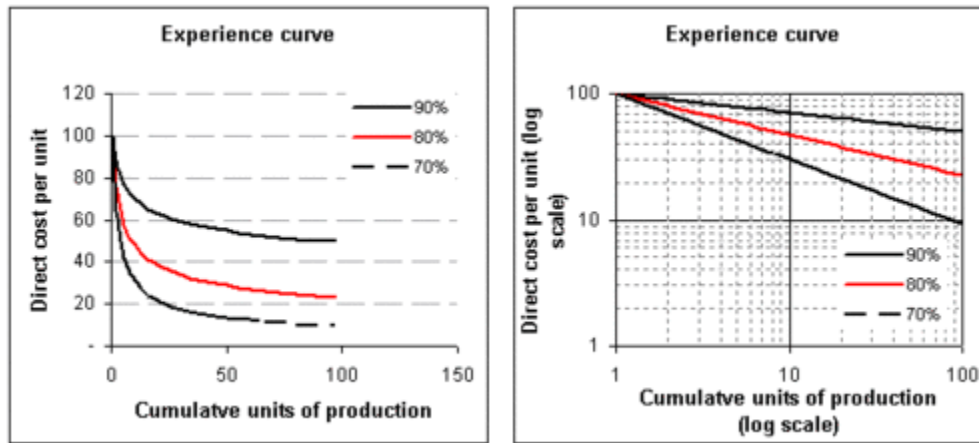 Experience curve
120
100
80
60
40
20
-
0
50
100
150
90%
80%
70%
Direct cost per unit
Cumulatve units of production
Experience curve
100
10
1
1
10
100
90%
80%
70%
Direct cost per unit (log
scale)
Cumulatve units of production
(log scale)